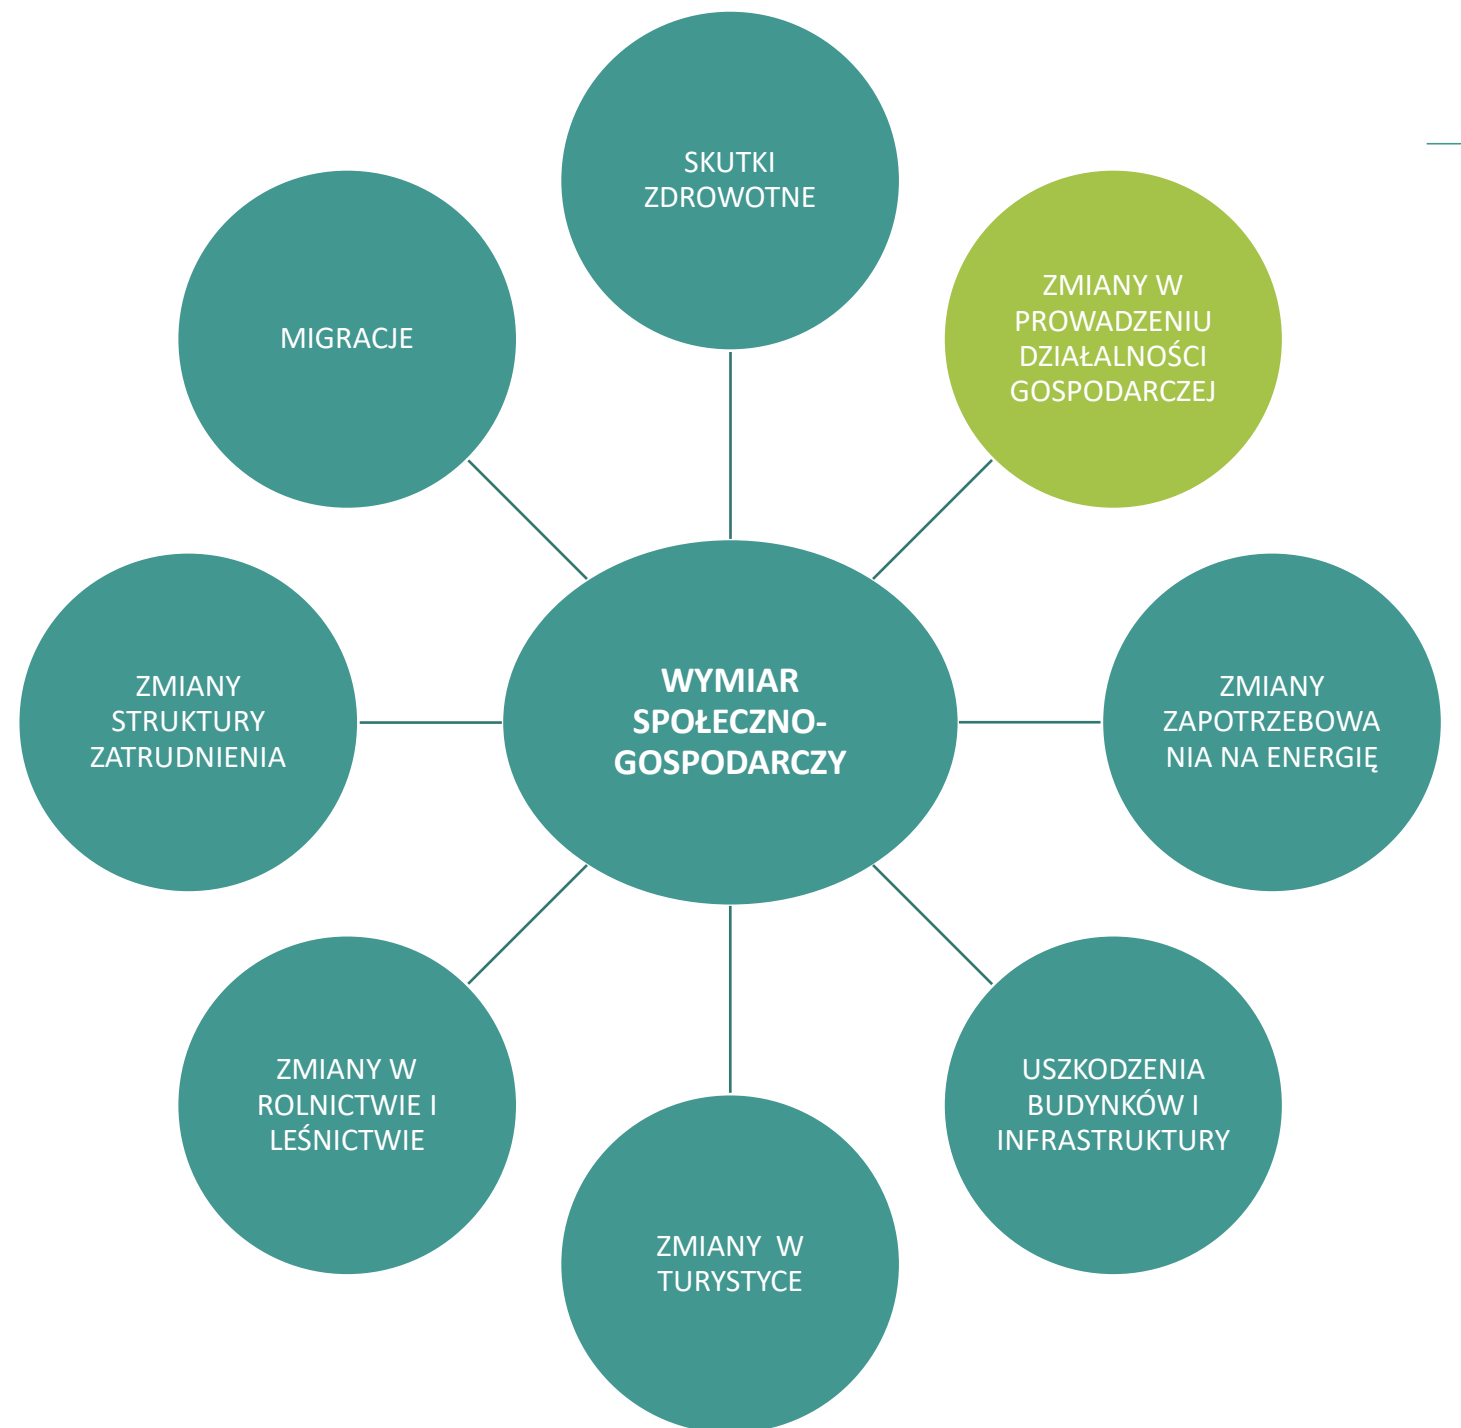 SKUTKI
ZDROWOTNE
ZMIANY W
PROWADZENIU
DZIAŁALNOŚCI
GOSPODARCZEJ
MIGRACJE
WYMIAR
SPOŁECZNO-
GOSPODARCZY
ZMIANY
ZAPOTRZEBOWA
NIA NA ENERGIĘ
ZMIANY
STRUKTURY
ZATRUDNIENIA
USZKODZENIA
BUDYNKÓW I
INFRASTRUKTURY
ZMIANY W
ROLNICTWIE I
LEŚNICTWIE
ZMIANY  W
TURYSTYCE